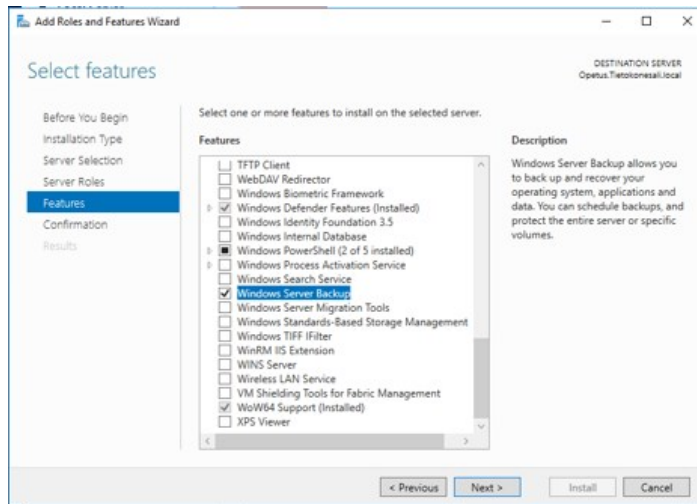 Add Roles and Features Wizard
Select features
DESTINATION SERVER
Opetus.Tietokonesali.local
Before You Begin
Installation Type
Server Selection
Server Roles
Features
Confirmation
Results
Select one or more features to install on the selected server.
Features
TFTP Client
WebDAV Redirector
Windows Biometric Framework
Windows Defender Features (Installed)
Windows Identity Foundation 3.5
Windows Internal Database
Windows PowerShell (2 of 5 installed)
Windows Process Activation Service
Windows Search Service
Windows Server Backup
Windows Server Migration Tools
Windows Standards-Based Storage Management
Windows TIFF IFilter
WinRM IIS Extension
WINS Server
Wireless LAN Service
VM Shielding Tools for Fabric Management
WoW64 Support (Installed)
XPS Viewer
Description
Windows Server Backup allows you
to back up and recover your
operating system, applications and
data. You can schedule backups, and
protect the entire server or specific
volumes.
< Previous
Next >
Install
Cancel